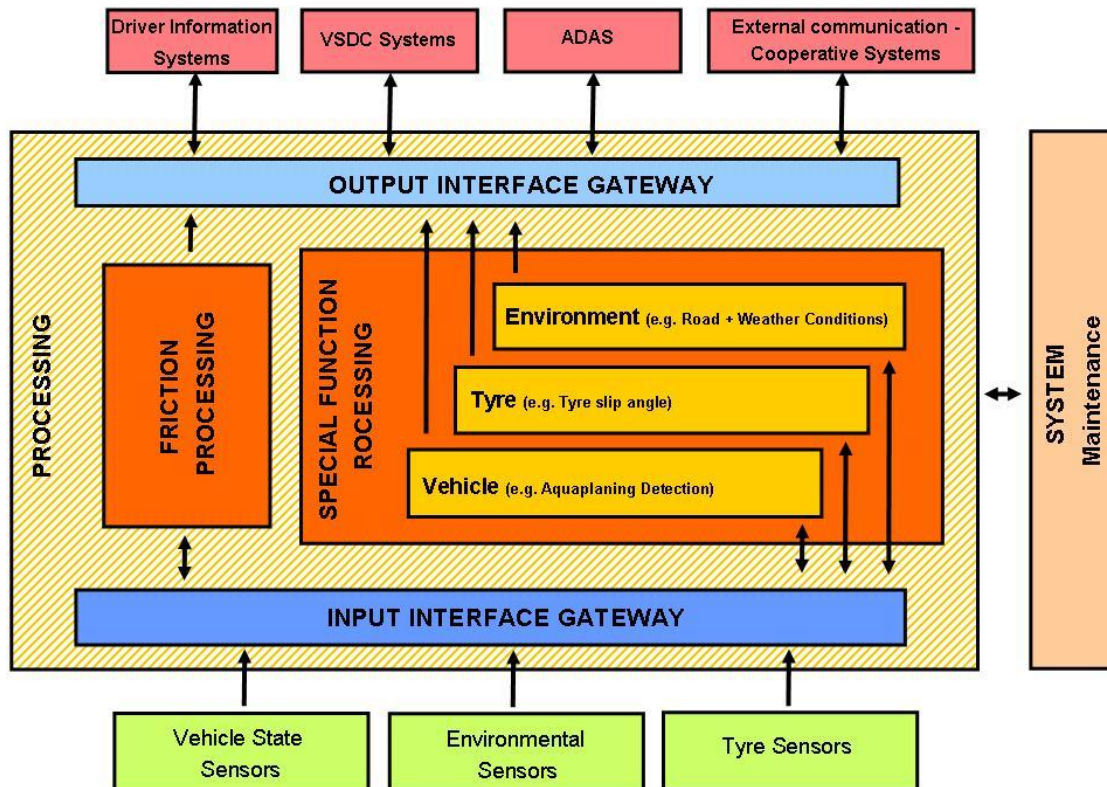 Driver Information
Systems
VSDC Systems
ADAS
External communication -
Cooperative Systems
OUTPUT INTERFACE GATEWAY
PROCESSING
FRICTION
PROCESSING
SPECIAL FUNCTION
ROCESSING
Environment (e.g. Road + Weather Conditions)
Tyre (e.g. Tyre slip angle)
Vehicle (e.g. Aquaplaning Detection)
SYSTEM
Maintenance
INPUT INTERFACE GATEWAY
Vehicle State
Sensors
Environmental
Sensors
Tyre Sensors